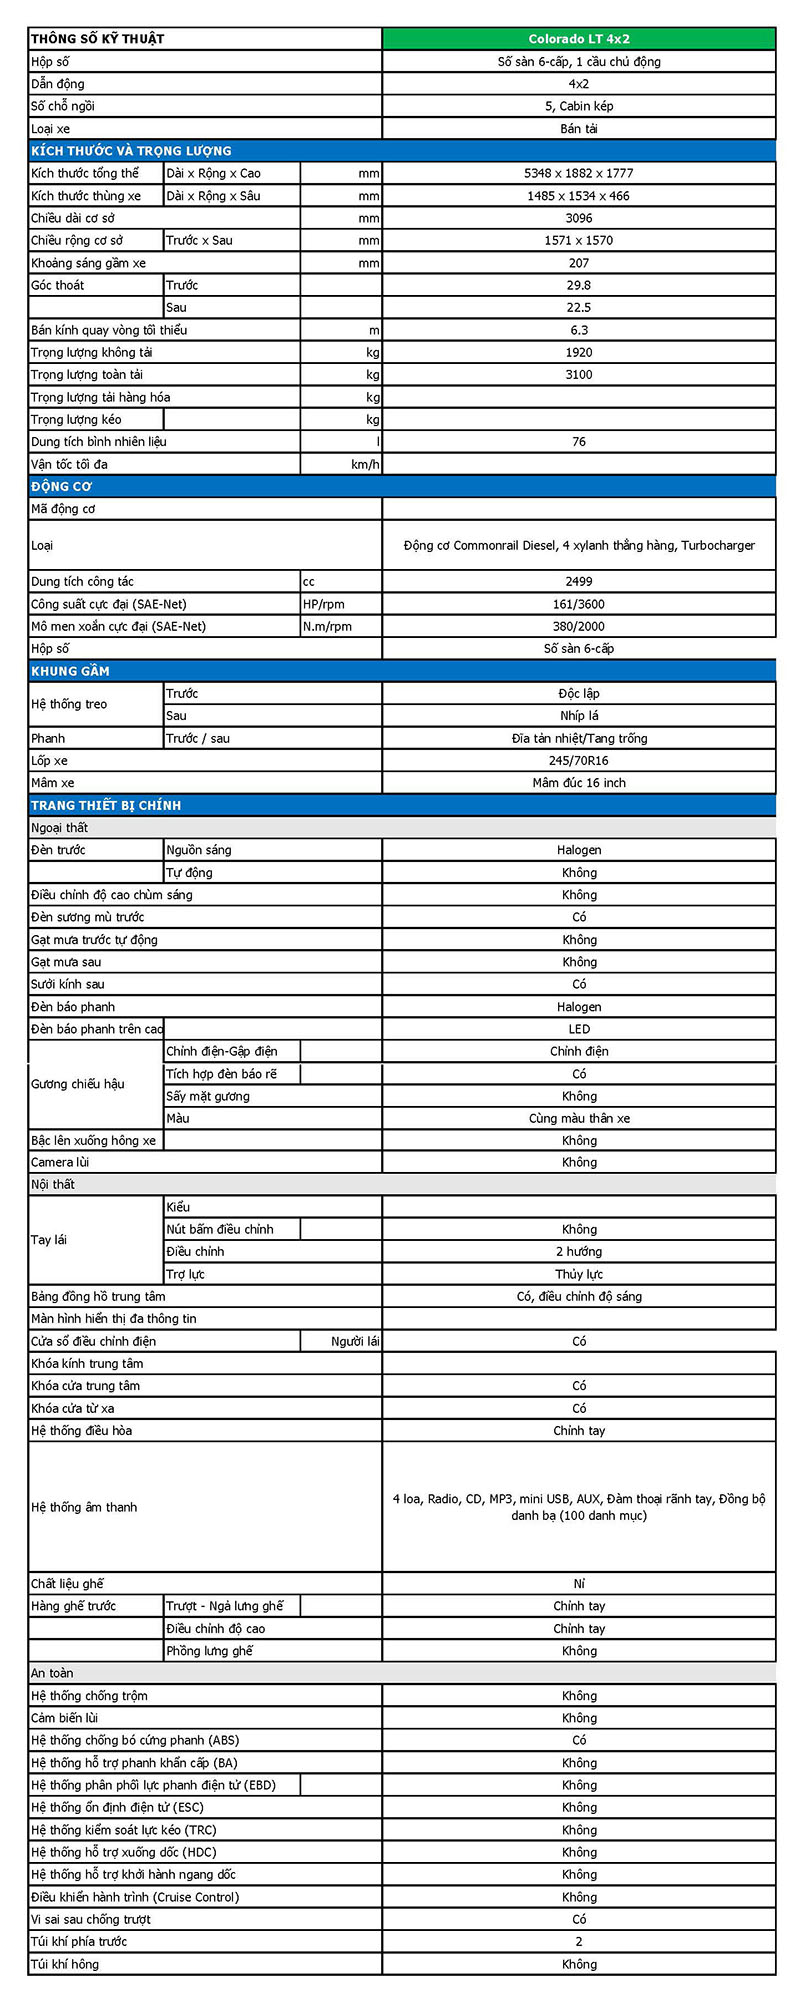 THÔNG SỐ KỸ THUẬT Colorado LT 4x2
Hộp số Số sàn 6-cấp, 1 cầu chủ động
Dẫn động 4x2
Số chỗ ngồi 5, Cabin kép
Loại xe Bán tải
KÍCH THƯỚC VÀ TRỌNG LƯỢNG
Kích thước tổng thể Dài x Rộng x Cao mm 5348 x 1882 x 1777
Kích thước thùng xe Dài x Rộng x Sâu mm 1485 x 1534 x 466
Chiều dài cơ sở mm 3096
Chiều rộng cơ sở Trước x Sau mm 1571 x 1570
Khoảng sáng gầm xe mm 207
Góc thoát Trước 29.8
Sau 22.5
Bán kính quay vòng tối thiểu m 6.3
Trọng lượng không tải kg 1920
Trọng lượng toàn tải kg 3100
Trọng lượng tải hàng hóa kg
Trọng lượng kéo kg
Dung tích bình nhiên liệu l 76
Vận tốc tối đa km/h
ĐỘNG CƠ
Mã động cơ
Loại Động cơ Commonrail Diesel, 4 xylanh thẳng hàng, Turbocharger
Dung tích công tác cc 2499
Công suất cực đại (SAE-Net) HP/rpm 161/3600
Mô men xoắn cực đại (SAE-Net) N.m/rpm 380/2000
Hộp số Số sàn 6-cấp
KHUNG GẦM
Hệ thống treo Trước Độc lập
Sau Nhíp lá
Phanh Trước / sau Đĩa tản nhiệt/Tang trống
Lốp xe 245/70R16
Mâm xe Mâm đúc 16 inch
TRANG THIẾT BỊ CHÍNH
Ngoại thất
Đèn trước Nguồn sáng Halogen
Tự động Không
Điều chỉnh độ cao chùm sáng Không
Đèn sương mù trước Có
Gạt mưa trước tự động Không
Gạt mưa sau Không
Sưởi kính sau Có
Đèn báo phanh Halogen
Đèn báo phanh trên cao LED
Gương chiếu hậu Chỉnh điện-Gập điện Chỉnh điện
Tích hợp đèn báo rẽ Có
Sấy mặt gương Không
Màu Cùng màu thân xe
Bậc lên xuống hông xe Không
Camera lùi Không
Nội thất
Tay lái Kiểu
Nút bấm điều chỉnh Không
Điều chỉnh 2 hướng
Trợ lực Thủy lực
Bảng đồng hồ trung tâm Có, điều chỉnh độ sáng
Màn hình hiển thị đa thông tin
Cửa sổ điều chỉnh điện Người lái Có
Khóa kính trung tâm
Khóa cửa trung tâm Có
Khóa cửa từ xa Có
Hệ thống điều hòa Chỉnh tay
Hệ thống âm thanh 4 loa, Radio, CD, MP3, mini USB, AUX, Đàm thoại rãnh tay, Đồng bộ
danh bạ (100 danh mục)
Chất liệu ghế Nỉ
Hàng ghế trước Trượt - Ngả lưng ghế Chỉnh tay
Điều chỉnh độ cao Chỉnh tay
Phồng lưng ghế Không
An toàn
Hệ thống chống trộm Không
Cảm biến lùi Không
Hệ thống chống bó cứng phanh (ABS) Có
Hệ thống hỗ trợ phanh khẩn cấp (BA) Không
Hệ thống phân phối lực phanh điện tử (EBD) Không
Hệ thống ổn định điện tử (ESC) Không
Hệ thống kiểm soát lực kéo (TRC) Không
Hệ thống hỗ trợ xuống dốc (HDC) Không
Hệ thống hỗ trợ khởi hành ngang dốc Không
Điều khiển hành trình (Cruise Control) Không
Vi sai sau chống trượt Có
Túi khí phía trước 2
Túi khí hông Không